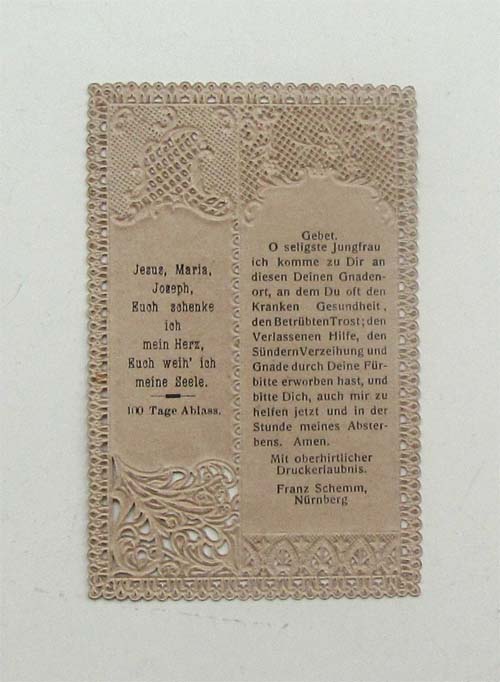 Jesus, Maria,
Joseph,
Euch schenke
ich
mein Herz,
Euch weih' ich
meine Seele.
100 Tage Ablass.
Gebet.
O seligste Jungfrau
ich komme zu Dir an
diesen Deinen Gnaden-
ort, an dem Du oft den
Kranken Gesundheit,
den Betrübten Trost; den
Verlassenen Hilfe, den
Sündern Verzeihung und
Gnade durch Deine Für-
bitte erworben hast, und
bitte Dich, auch mir zu
helfen jetzt und in der
Stunde meines Abster-
bens. Amen.
Mit oberhirtlicher
Druckerlaubnis.
Franz Schemm,
Nürnberg